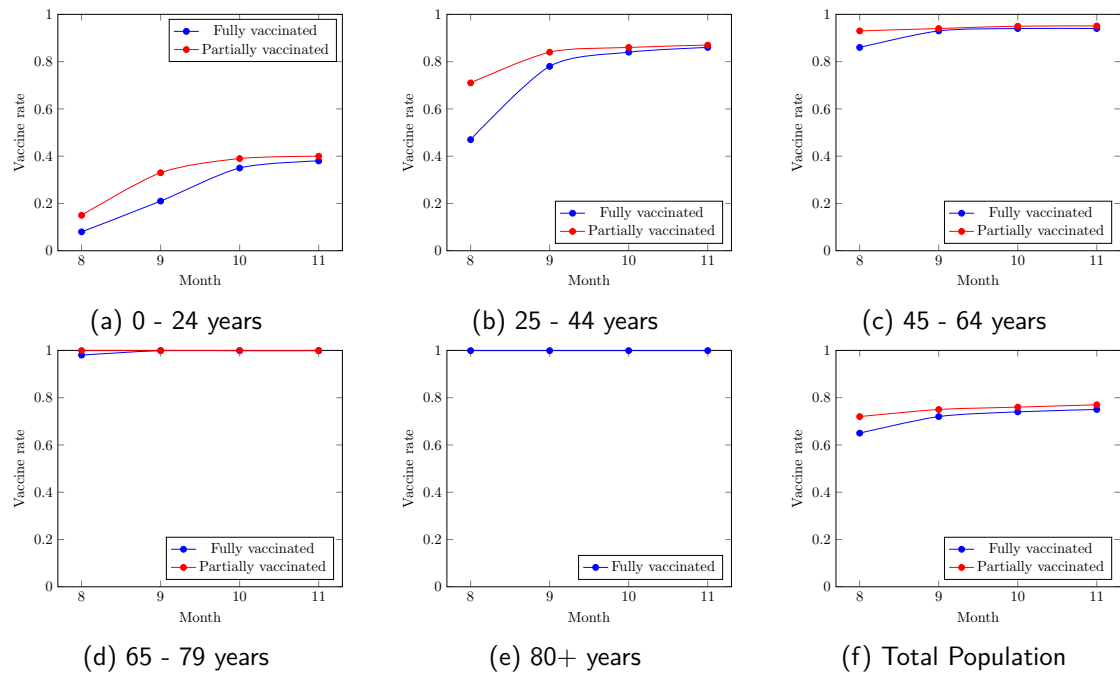 Vaccine rate
1
0.8
0.6
0.4
0.2
0
8 9 10 11
Month
Fully vaccinated
Partially vaccinated
(a) 0 - 24 years
Vaccine rate
1
0.8
0.6
0.4
0.2
0
8 9 10 11
Month
Fully vaccinated
Partially vaccinated
(b) 25 - 44 years
Vaccine rate
1
0.8
0.6
0.4
0.2
0
8 9 10 11
Month
Fully vaccinated
Partially vaccinated
(c) 45 - 64 years
Vaccine rate
1
0.8
0.6
0.4
0.2
0
8 9 10 11
Month
Fully vaccinated
Partially vaccinated
(d) 65 - 79 years
Vaccine rate
1
0.8
0.6
0.4
0.2
0
8 9 10 11
Month
Fully vaccinated
(e) 80+ years
Vaccine rate
1
0.8
0.6
0.4
0.2
0
8 9 10 11
Month
Fully vaccinated
Partially vaccinated
(f) Total Population